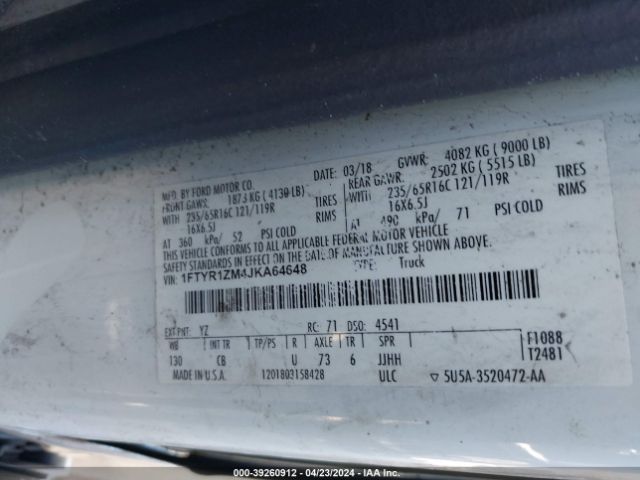 MFD. BY FORD MOTOR CO. DATE: 03/18 GVWR: 4082 KG ( 9000 LB)
FRONT GAWR: 1873 KG ( 4130 LB) REAR GAWR: 2502 KG ( 5515 LB)
WITH 235/65R16C 121/119R TIRES WITH 235/65R16C 121/119R TIRES
16X6.5J RIMS 16X6.5J RIMS
AT 360 kPa/ 52 PSI COLD AT 490 kPa/ 71 PSI COLD
THIS VEHICLE CONFORMS TO ALL APPLICABLE FEDERAL MOTOR VEHICLE
SAFETY STANDARDS IN EFFECT ON THE DATE OF MANUFACTURE SHOWN ABOVE.
VIN: 1FTYR1ZM4JKA64648 TYPE: Truck
EXT PNT: YZ RC: 71 DSO: 4541
WB INT TR TP/PS R AXLE TR SPR F1088
130 CB U 73 6 JJHH T2481
MADE IN U.S.A. 1201803158428 ULC ▽ 5U5A-3520472-AA
000-39260912 - 04/23/2024 - IAA Inc.